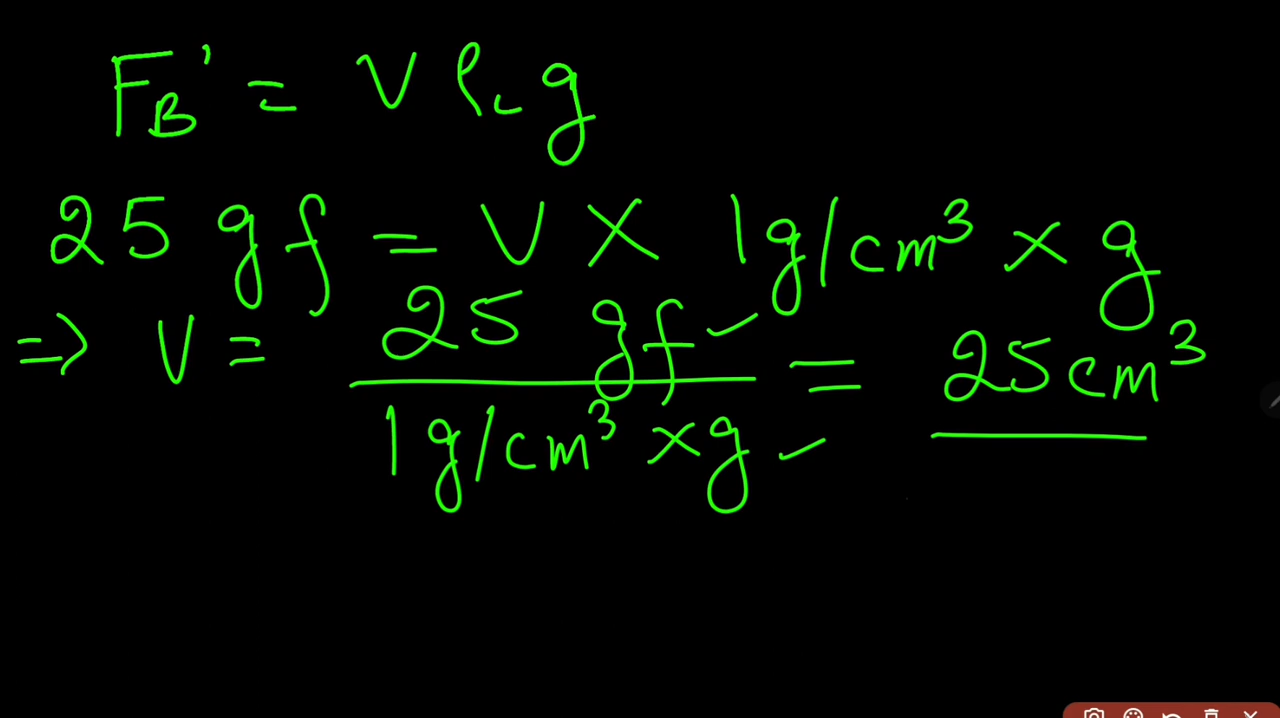 F_B' = V ρ_L g
25 gf = V × 1g/cm³ × g
⇒ V = 25 gf / 1g/cm³ × g = 25cm³